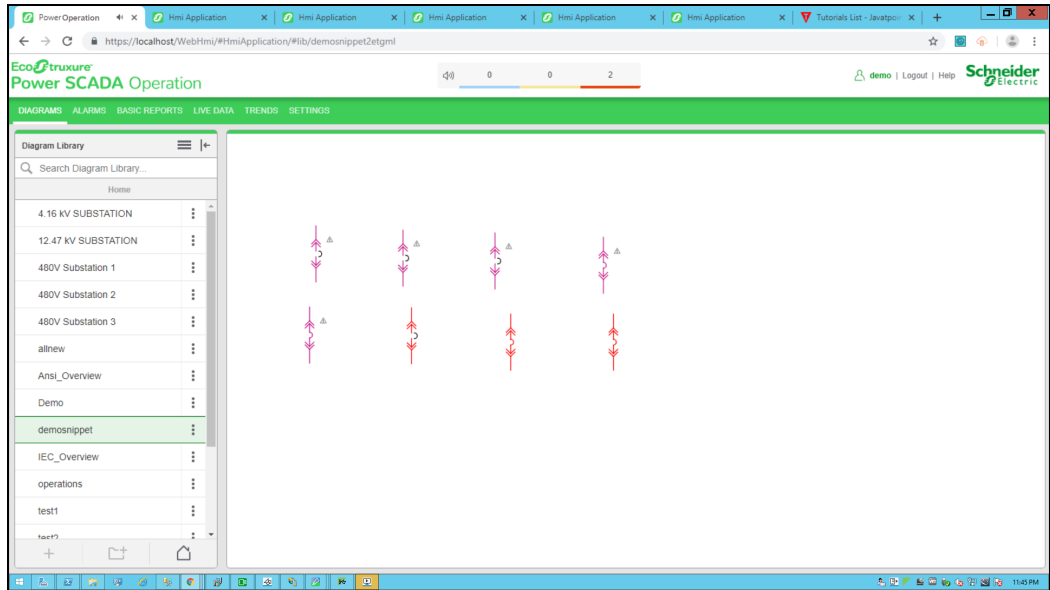 PowerOperation
Hmi Application
Hmi Application
Hmi Application
Hmi Application
Hmi Application
Tutorials List - Javatpoin
https://localhost/WebHmi/#HmiApplication/#lib/demosnippet2etgml
EcoStruxure
Power SCADA Operation
0 0 2
demo | Logout | Help
Schneider
Electric
DIAGRAMS ALARMS BASIC REPORTS LIVE DATA TRENDS SETTINGS
Diagram Library
Search Diagram Library...
Home
4.16 kV SUBSTATION
12.47 kV SUBSTATION
480V Substation 1
480V Substation 2
480V Substation 3
allnew
Ansi_Overview
Demo
demosnippet
IEC_Overview
operations
test1
test2
11:45 PM